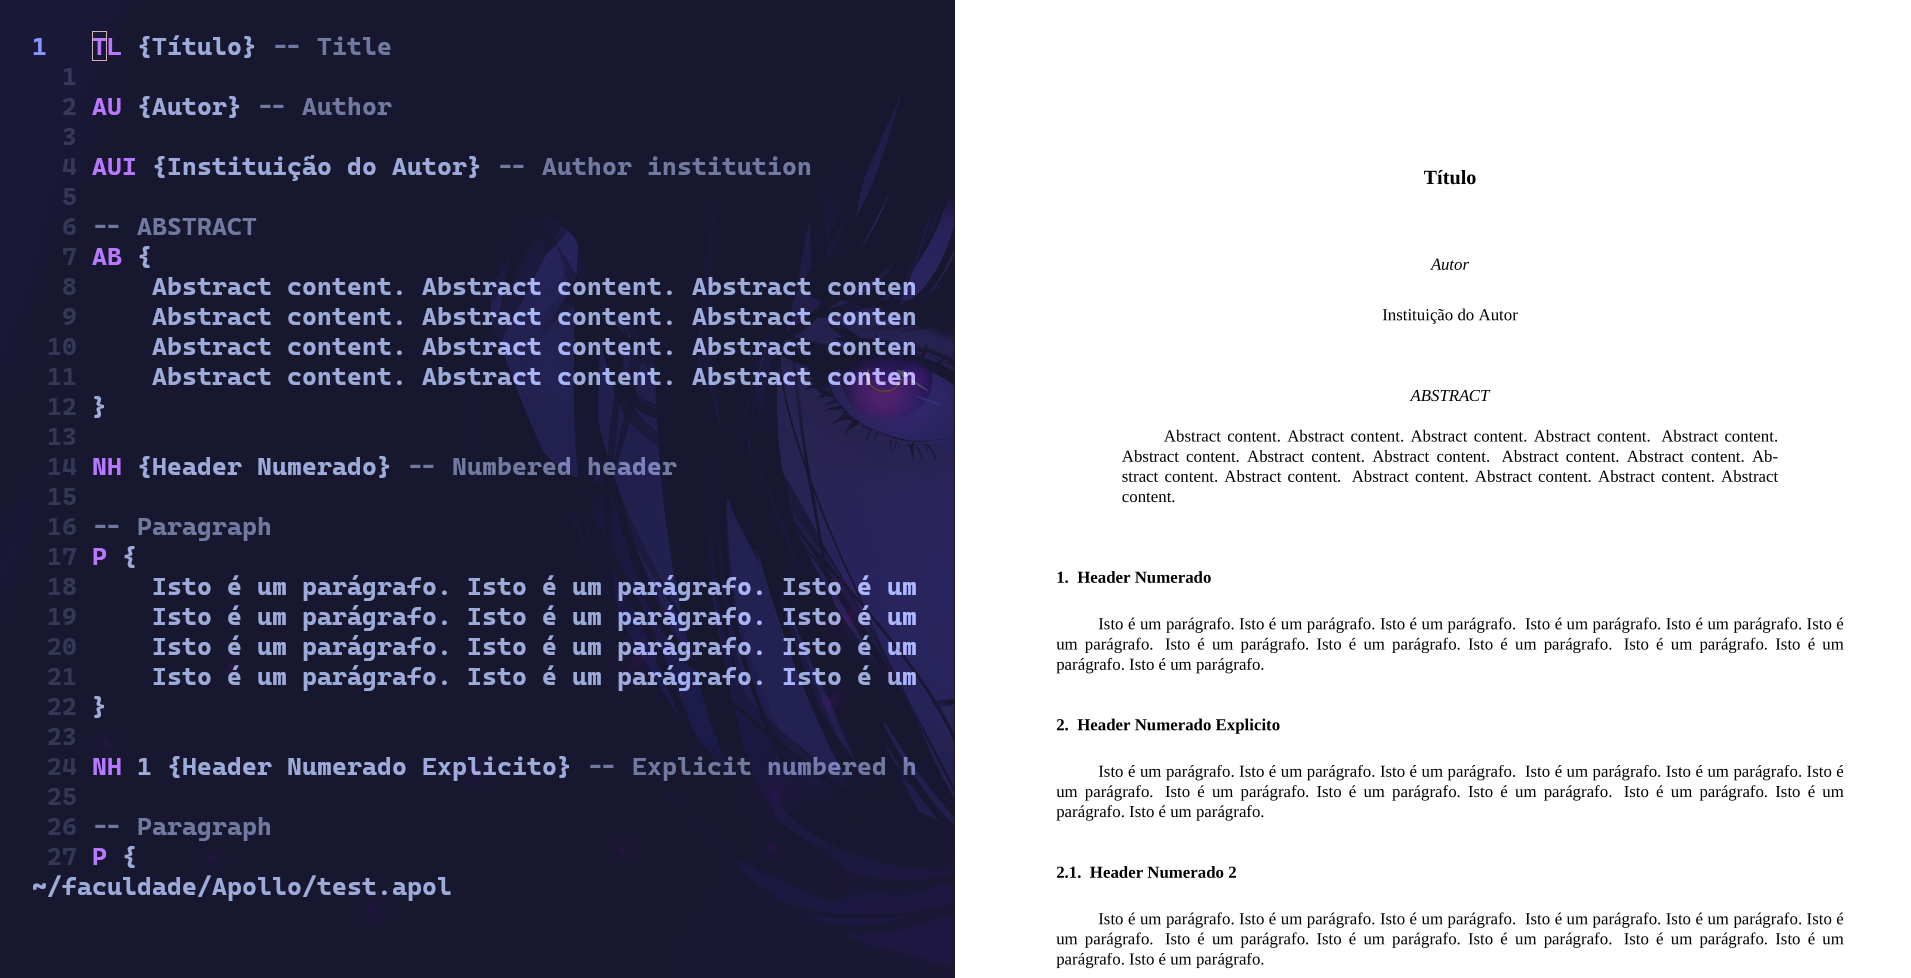 1 TL {Título} -- Title
1
2 AU {Autor} -- Author
3
4 AUI {Instituição do Autor} -- Author institution
5
6 -- ABSTRACT
7 AB {
8 Abstract content. Abstract content. Abstract conten
9 Abstract content. Abstract content. Abstract conten
10 Abstract content. Abstract content. Abstract conten
11 Abstract content. Abstract content. Abstract conten
12 }
13
14 NH {Header Numerado} -- Numbered header
15
16 -- Paragraph
17 P {
18 Isto é um parágrafo. Isto é um parágrafo. Isto é um
19 Isto é um parágrafo. Isto é um parágrafo. Isto é um
20 Isto é um parágrafo. Isto é um parágrafo. Isto é um
21 Isto é um parágrafo. Isto é um parágrafo. Isto é um
22 }
23
24 NH 1 {Header Numerado Explicito} -- Explicit numbered h
25
26 -- Paragraph
27 P {
~/faculdade/Apollo/test.apol
Título
Autor
Instituição do Autor
ABSTRACT
Abstract content. Abstract content. Abstract content. Abstract content. Abstract content.
Abstract content. Abstract content. Abstract content. Abstract content. Abstract content. Ab-
stract content. Abstract content. Abstract content. Abstract content. Abstract content. Abstract
content.
1. Header Numerado
Isto é um parágrafo. Isto é um parágrafo. Isto é um parágrafo. Isto é um parágrafo. Isto é um parágrafo. Isto é
um parágrafo. Isto é um parágrafo. Isto é um parágrafo. Isto é um parágrafo. Isto é um parágrafo. Isto é um
parágrafo. Isto é um parágrafo.
2. Header Numerado Explicito
Isto é um parágrafo. Isto é um parágrafo. Isto é um parágrafo. Isto é um parágrafo. Isto é um parágrafo. Isto é
um parágrafo. Isto é um parágrafo. Isto é um parágrafo. Isto é um parágrafo. Isto é um parágrafo. Isto é um
parágrafo. Isto é um parágrafo.
2.1. Header Numerado 2
Isto é um parágrafo. Isto é um parágrafo. Isto é um parágrafo. Isto é um parágrafo. Isto é um parágrafo. Isto é
um parágrafo. Isto é um parágrafo. Isto é um parágrafo. Isto é um parágrafo. Isto é um parágrafo. Isto é um
parágrafo. Isto é um parágrafo.